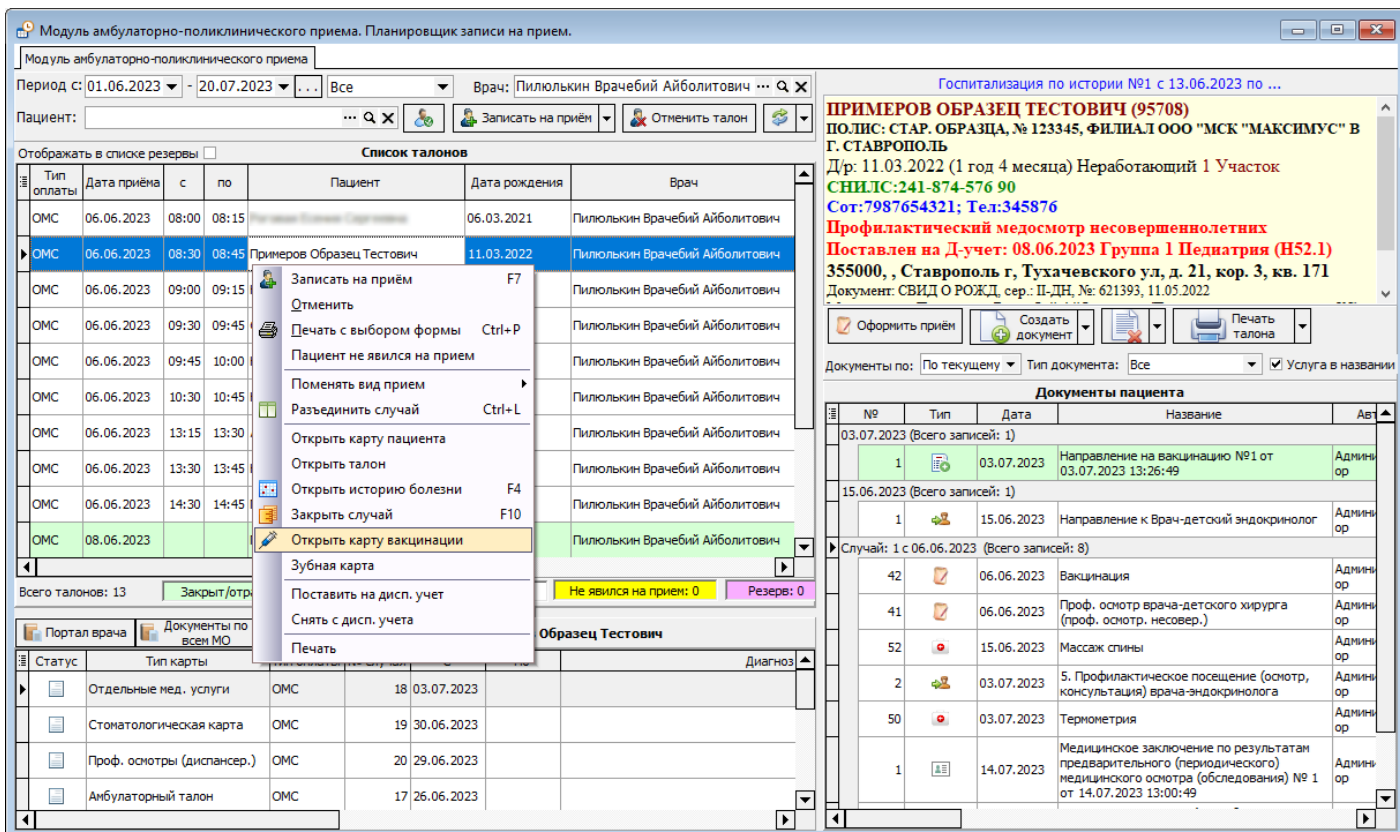 Модуль амбулаторно-поликлинического приема. Планировщик записи на прием.
Модуль амбулаторно-поликлинического приема
Период с: 01.06.2023 - 20.07.2023 ... Все Врач: Пилюлькин Врачебий Айболитович ...
Пациент: ... Записать на приём Отменить талон
Отображать в списке резервы Список талонов
Тип оплаты Дата приёма с по Пациент Дата рождения Врач
ОМС 06.06.2023 08:00 08:15 06.03.2021 Пилюлькин Врачебий Айболитович
ОМС 06.06.2023 08:30 08:45 Примеров Образец Тестович 11.03.2022 Пилюлькин Врачебий Айболитович
ОМС 06.06.2023 09:00 09:15 Пилюлькин Врачебий Айболитович
ОМС 06.06.2023 09:30 09:45 Пилюлькин Врачебий Айболитович
ОМС 06.06.2023 09:45 10:00 Пилюлькин Врачебий Айболитович
ОМС 06.06.2023 10:30 10:45 Пилюлькин Врачебий Айболитович
ОМС 06.06.2023 13:15 13:30 Пилюлькин Врачебий Айболитович
ОМС 06.06.2023 13:30 13:45 Пилюлькин Врачебий Айболитович
ОМС 06.06.2023 14:30 14:45 Пилюлькин Врачебий Айболитович
ОМС 08.06.2023 Пилюлькин Врачебий Айболитович
Записать на приём F7
Отменить
Печать с выбором формы Ctrl+P
Пациент не явился на прием
Поменять вид прием
Разъединить случай Ctrl+L
Открыть карту пациента
Открыть талон
Открыть историю болезни F4
Закрыть случай F10
Открыть карту вакцинации
Зубная карта
Поставить на дисп. учет
Снять с дисп. учета
Печать
Всего талонов: 13 Закрыт/отра Не явился на прием: 0 Резерв: 0
Портал врача Документы по всем МО Образец Тестович
Статус Тип карты Диагноз
Отдельные мед. услуги ОМС 18 03.07.2023
Стоматологическая карта ОМС 19 30.06.2023
Проф. осмотры (диспансер.) ОМС 20 29.06.2023
Амбулаторный талон ОМС 17 26.06.2023
Госпитализация по истории №1 с 13.06.2023 по ...
ПРИМЕРОВ ОБРАЗЕЦ ТЕСТОВИЧ (95708)
ПОЛИС: СТАР. ОБРАЗЦА, № 123345, ФИЛИАЛ ООО "МСК "МАКСИМУС" В
Г. СТАВРОПОЛЬ
Д/р: 11.03.2022 (1 год 4 месяца) Неработающий 1 Участок
СНИЛС:241-874-576 90
Сот:7987654321; Тел:345876
Профилактический медосмотр несовершеннолетних
Поставлен на Д-учет: 08.06.2023 Группа 1 Педиатрия (Н52.1)
355000, , Ставрополь г, Тухачевского ул, д. 21, кор. 3, кв. 171
Документ: СВИД О РОЖД, сер.: II-ДН, №: 621393, 11.05.2022
Оформить приём Создать документ Печать талона
Документы по: По текущему Тип документа: Все Услуга в названии
Документы пациента
№ Тип Дата Название Авт
03.07.2023 (Всего записей: 1)
1 03.07.2023 Направление на вакцинацию №1 от
03.07.2023 13:26:49 Админи
ор
15.06.2023 (Всего записей: 1)
1 15.06.2023 Направление к Врач-детский эндокринолог Админи
ор
Случай: 1 с 06.06.2023 (Всего записей: 8)
42 06.06.2023 Вакцинация Админи
ор
41 06.06.2023 Проф. осмотр врача-детского хирурга
(проф. осмотр. несовер.) Админи
ор
52 15.06.2023 Массаж спины Админи
ор
2 03.07.2023 5. Профилактическое посещение (осмотр,
консультация) врача-эндокринолога Админи
ор
50 03.07.2023 Термометрия Админи
ор
1 14.07.2023 Медицинское заключение по результатам
предварительного (периодического)
медицинского осмотра (обследования) № 1
от 14.07.2023 13:00:49 Админи
ор